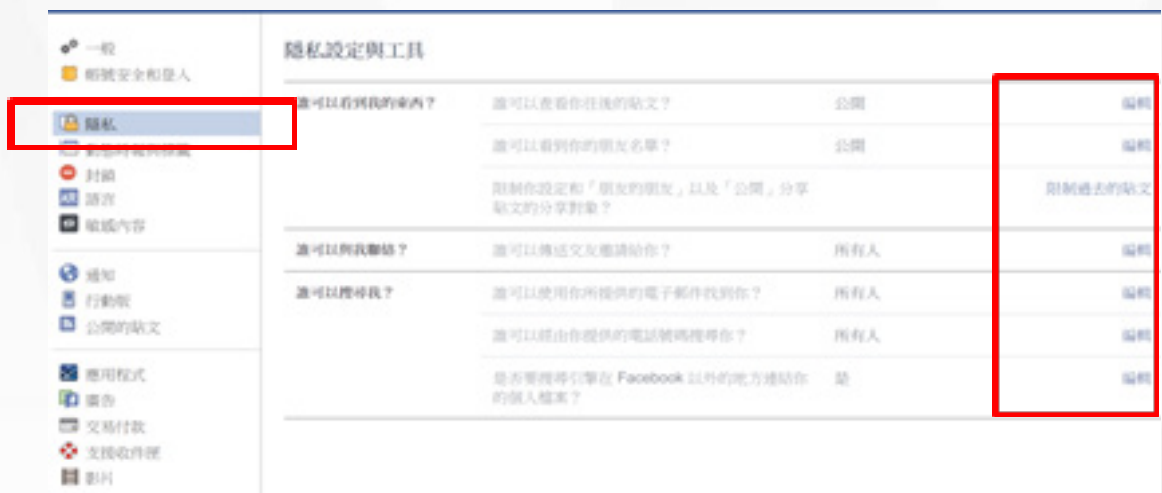 一般
帳號安全和登入
隱私
動態時報與標籤
封鎖
語言
敏感內容
通知
行動版
公開的貼文
應用程式
廣告
交易付款
支援收件匣
影片
隱私設定與工具
誰可以看到我的東西？ 誰可以查看你往後的貼文？ 公開 編輯
誰可以看到你的朋友名單？ 公開 編輯
限制你設定和「朋友的朋友」以及「公開」分享 限制過去的貼文
貼文的分享對象？
誰可以與我聯絡？ 誰可以傳送交友邀請給你？ 所有人 編輯
誰可以搜尋我？ 誰可以使用你所提供的電子郵件找到你？ 所有人 編輯
誰可以經由你提供的電話號碼搜尋你？ 所有人 編輯
是否要搜尋引擎在 Facebook 以外的地方連結你 是 編輯
的個人檔案？